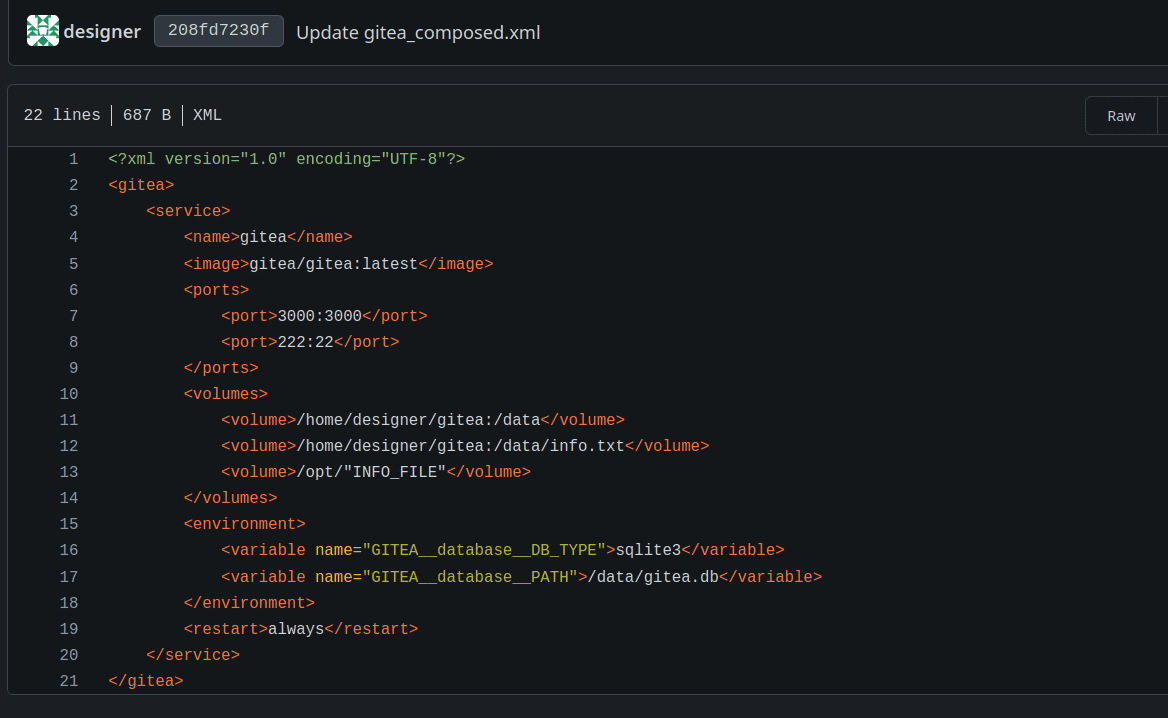 designer 208fd7230f Update gitea_composed.xml
22 lines 687 B XML Raw
1 <?xml version="1.0" encoding="UTF-8"?>
2 <gitea>
3     <service>
4         <name>gitea</name>
5         <image>gitea/gitea:latest</image>
6         <ports>
7             <port>3000:3000</port>
8             <port>222:22</port>
9         </ports>
10         <volumes>
11             <volume>/home/designer/gitea:/data</volume>
12             <volume>/home/designer/gitea:/data/info.txt</volume>
13             <volume>/opt/"INFO_FILE"</volume>
14         </volumes>
15         <environment>
16             <variable name="GITEA__database__DB_TYPE">sqlite3</variable>
17             <variable name="GITEA__database__PATH">/data/gitea.db</variable>
18         </environment>
19         <restart>always</restart>
20     </service>
21 </gitea>